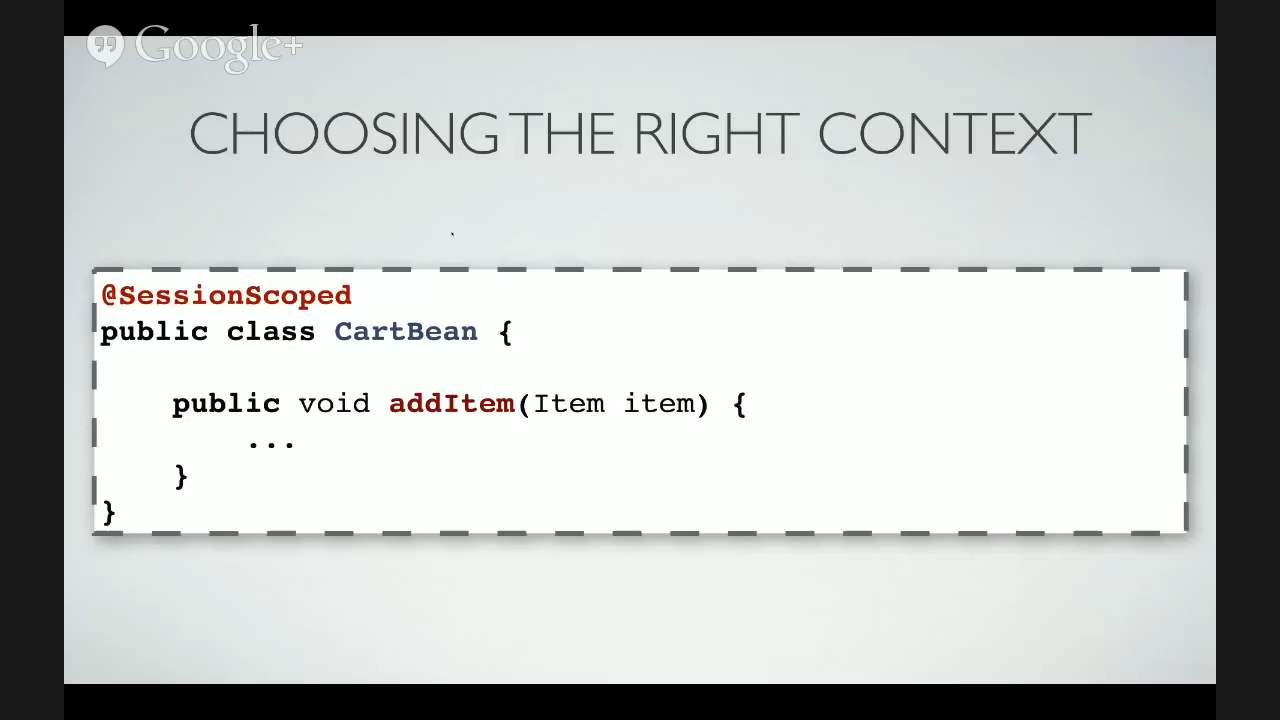 Google+
CHOOSING THE RIGHT CONTEXT
@SessionScoped
public class CartBean {
public void addItem(Item item) {
...
}
}